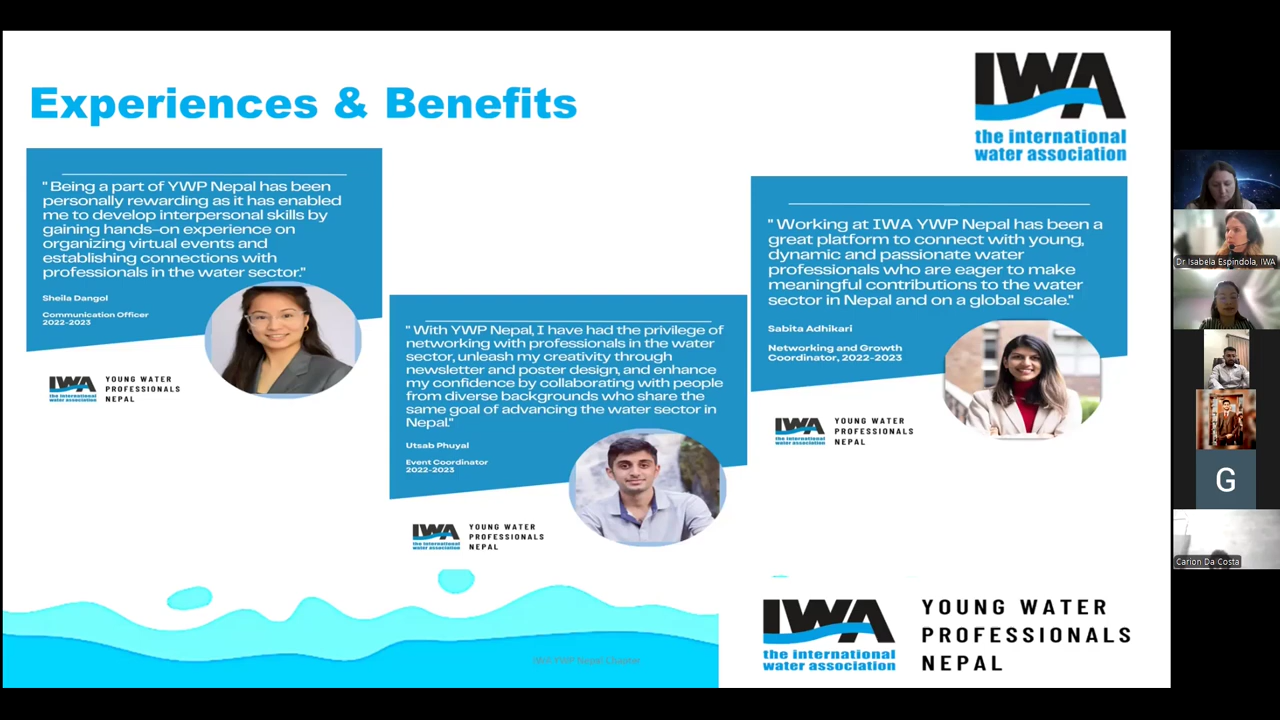 Experiences & Benefits
IWA
the international
water association
" Being a part of YWP Nepal has been
personally rewarding as it has enabled
me to develop interpersonal skills by
gaining hands-on experience on
organizing virtual events and
establishing connections with
professionals in the water sector."
Sheila Dangol
Communication Officer
2022-2023
IWA
the international
water association
YOUNG WATER
PROFESSIONALS
NEPAL
" With YWP Nepal, I have had the privilege of
networking with professionals in the water
sector, unleash my creativity through
newsletter and poster design, and enhance
my confidence by collaborating with people
from diverse backgrounds who share the
same goal of advancing the water sector in
Nepal."
Utsab Phuyal
Event Coordinator
2022-2023
IWA
the international
water association
YOUNG WATER
PROFESSIONALS
NEPAL
" Working at IWA YWP Nepal has been a
great platform to connect with young,
dynamic and passionate water
professionals who are eager to make
meaningful contributions to the water
sector in Nepal and on a global scale."
Sabita Adhikari
Networking and Growth
Coordinator, 2022-2023
IWA
the international
water association
YOUNG WATER
PROFESSIONALS
NEPAL
IWA YWP Nepal Chapter
IWA
the international
water association
YOUNG WATER
PROFESSIONALS
NEPAL
Dr Isabela Espindola, IWA
G
Carion Da Costa